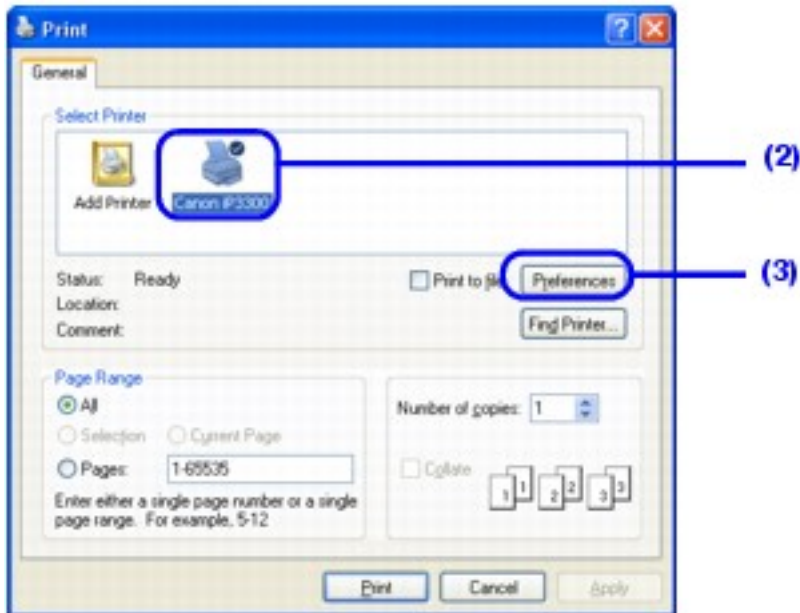 Print
General
Select Printer
(2)
Add Printer
Canon iP3300
Status: Ready
Print to file
Preferences
(3)
Location:
Comment:
Find Printer...
Page Range
All
Selection
Current Page
Pages:
1-65535
Enter either a single page number or a single
page range. For example, 5-12
Number of copies: 1
Collate
1 1 2 2 3 3
Print
Cancel
Apply